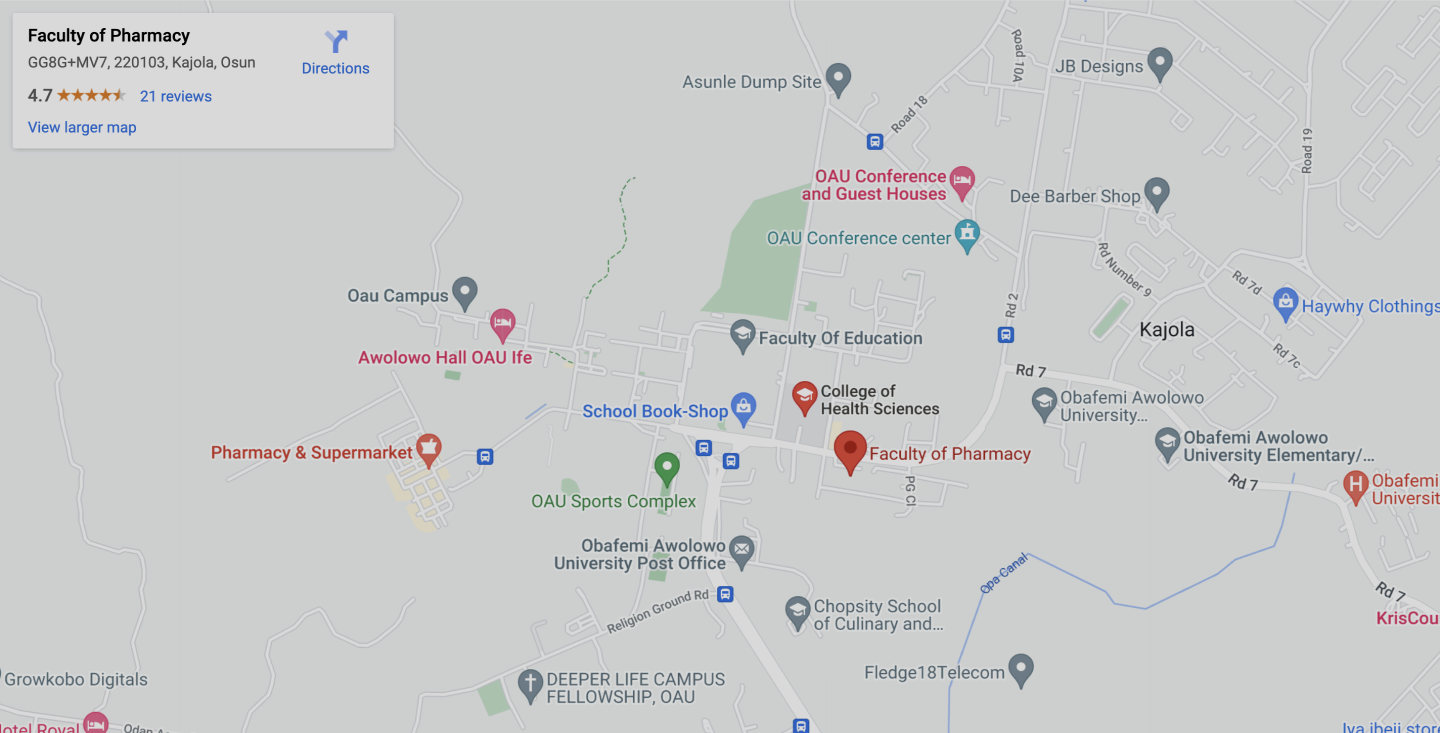 Faculty of Pharmacy
GG8G+MV7, 220103, Kajola, Osun
4.7
21 reviews
Directions
View larger map
Road 10A
JB Designs
Asunle Dump Site
Road 18
Road 19
OAU Conference
and Guest Houses
Dee Barber Shop
OAU Conference center
Rd Number 9
Rd 7d
Oau Campus
Rd 2
Haywhy Clothings
Kajola
Faculty Of Education
Awolowo Hall OAU Ife
Rd 7c
Rd 7
College of
Health Sciences
Obafemi Awolowo
University...
School Book-Shop
Obafemi Awolowo
University Elementary/...
Pharmacy & Supermarket
Faculty of Pharmacy
Rd 7
Obafemi
Universit
PG Cl
OAU Sports Complex
Obafemi Awolowo
University Post Office
Opa Canal
Rd 7
Religion Ground Rd
Chopsity School
of Culinary and...
KrisCou
Fledge18Telecom
Growkobo Digitals
DEEPER LIFE CAMPUS
FELLOWSHIP, OAU
H
otel Royal
Iya ibeji store